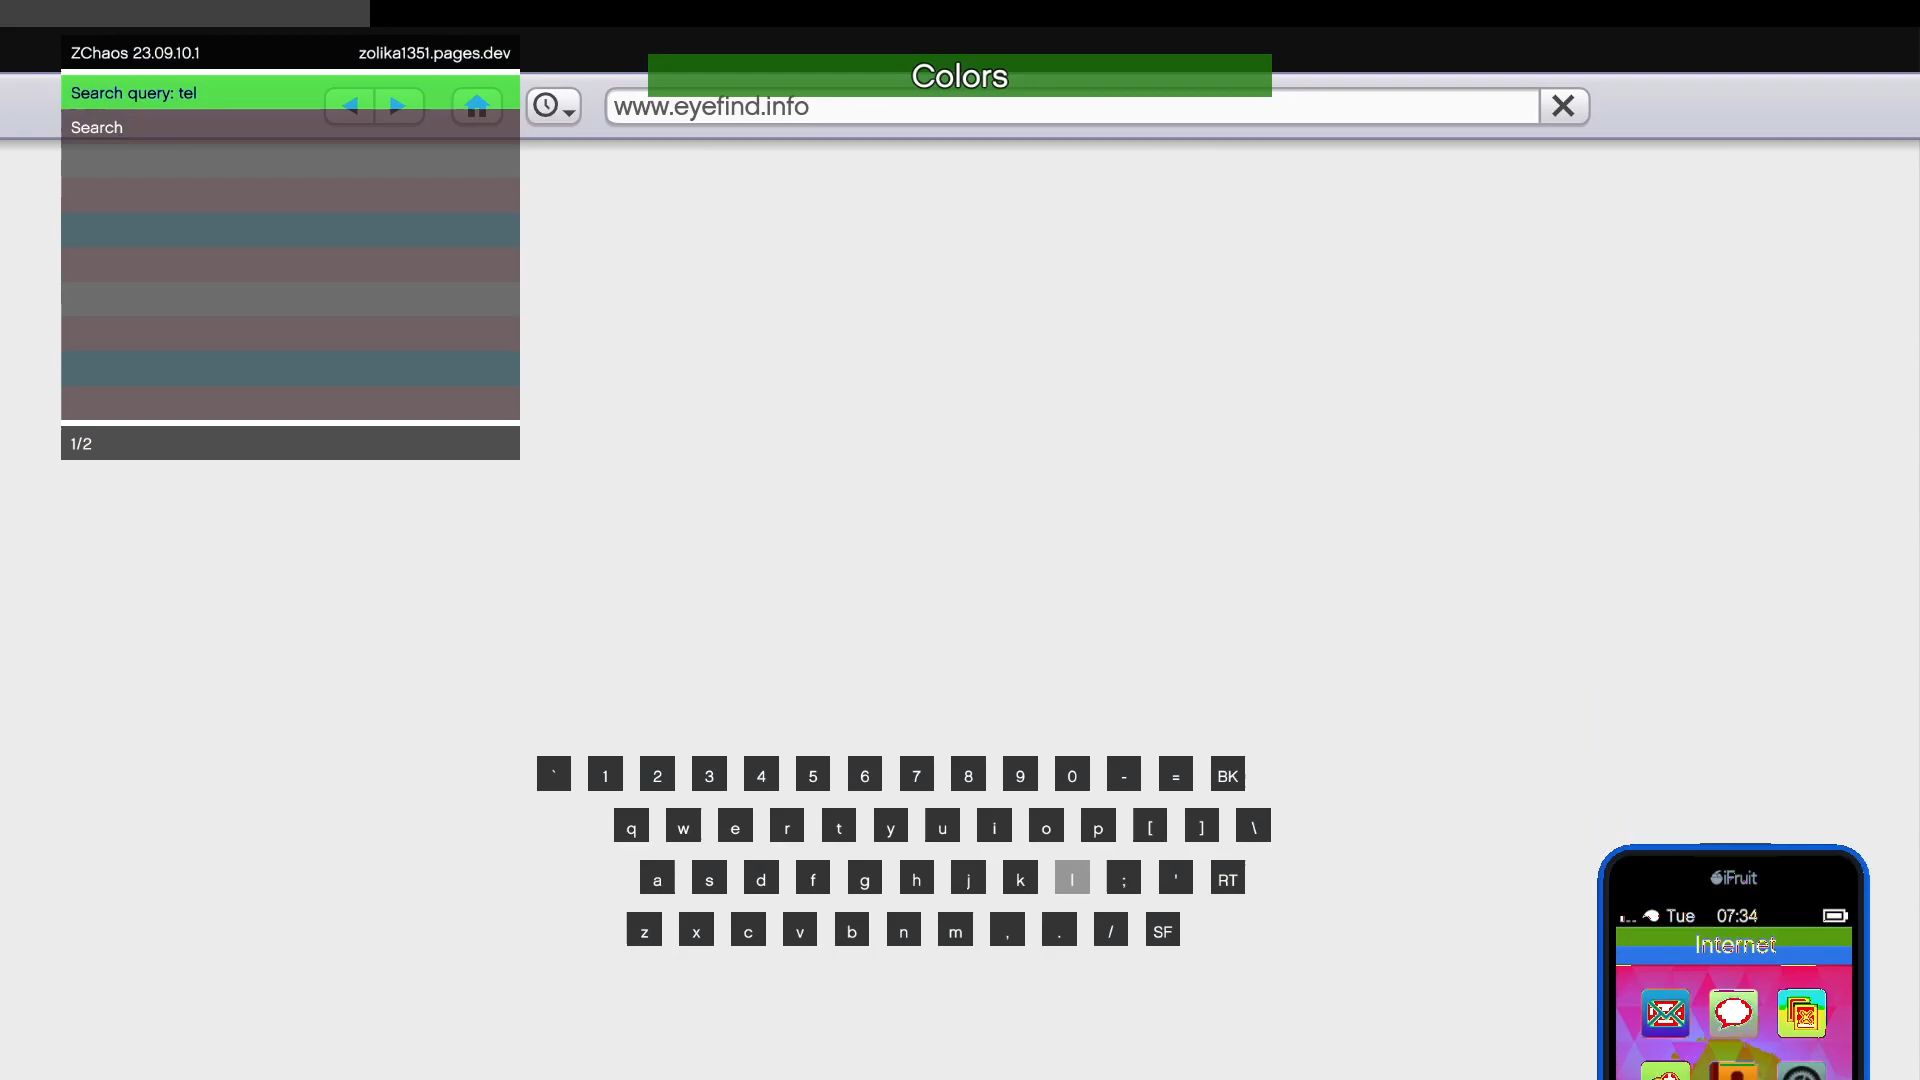 ZChaos 23.09.10.1 zolika1351.pages.dev
Colors
Search query: tel
www.eyefind.info
Search
1/2
` 1 2 3 4 5 6 7 8 9 0 - = BK
q w e r t y u i o p [ ] \
a s d f g h j k l ; ' RT
z x c v b n m , . / SF
iFruit
Tue 07:34
Internet